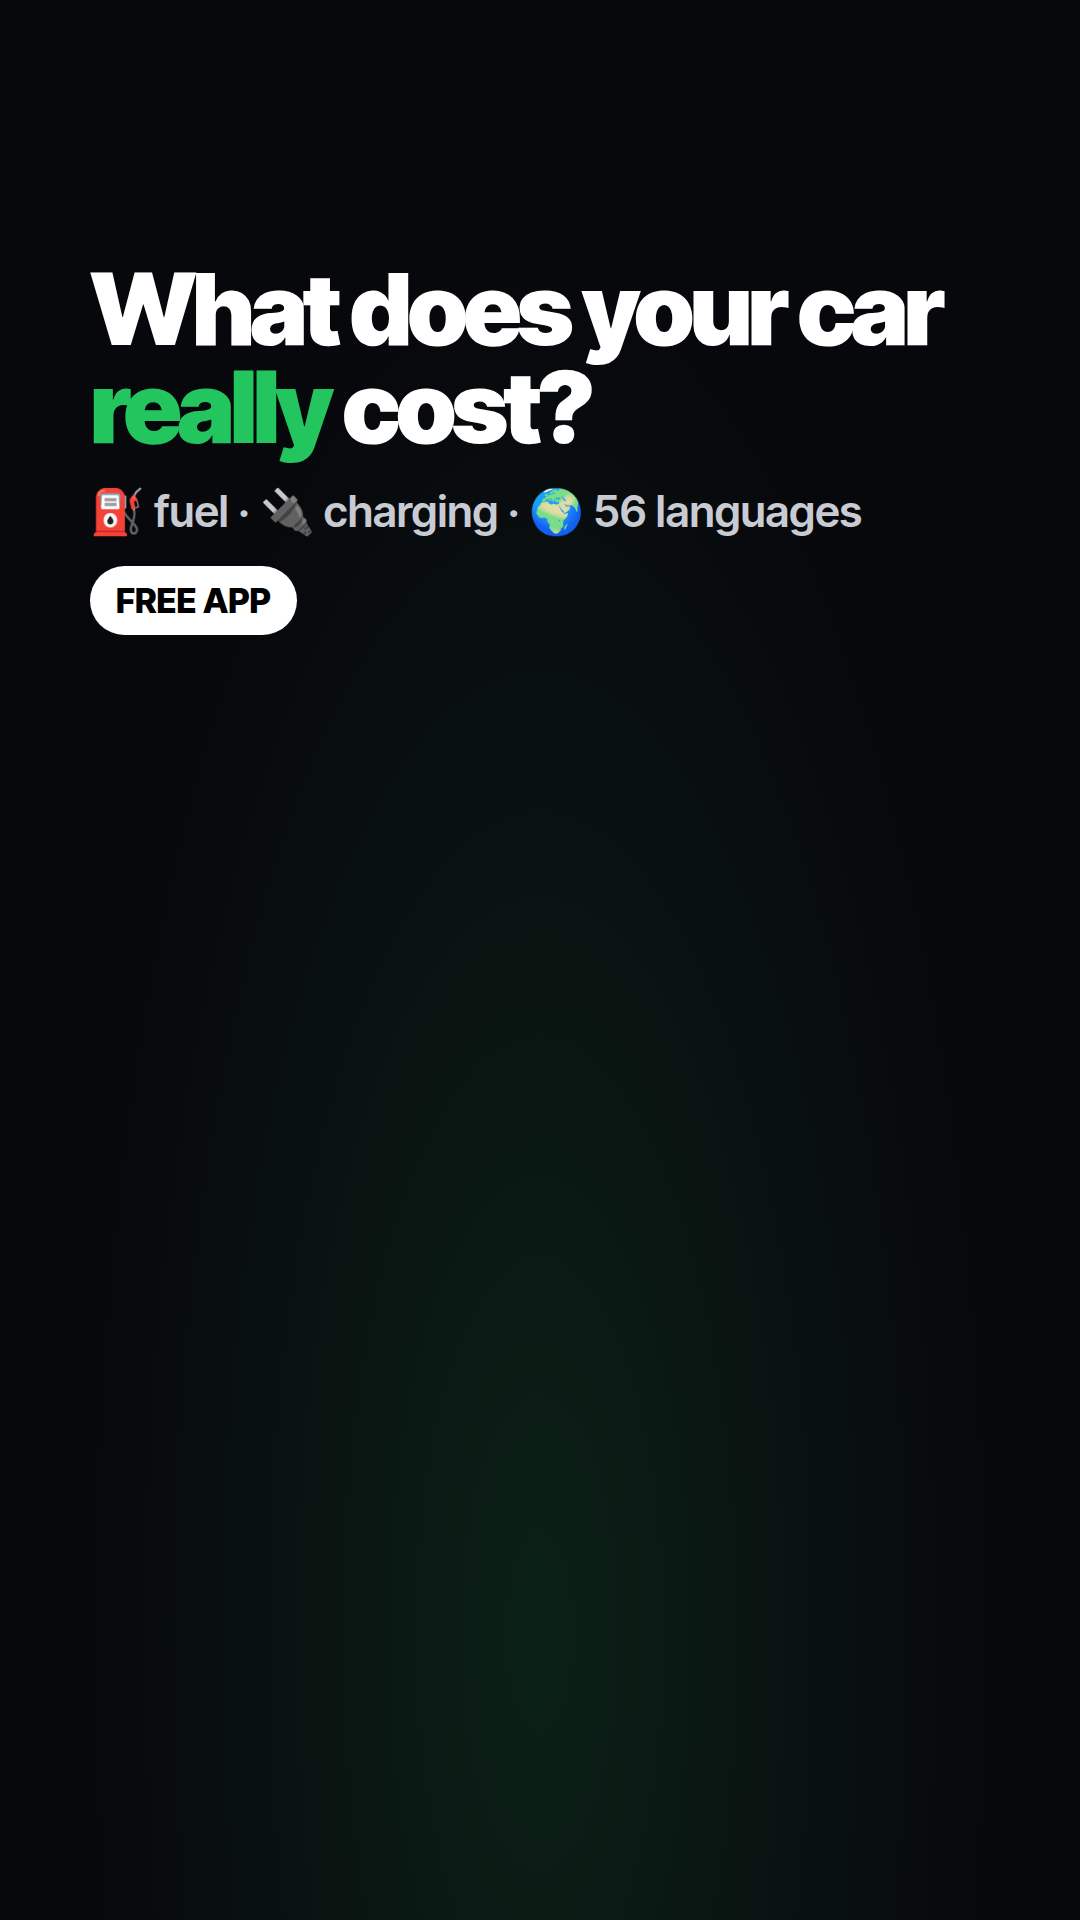 What does your car
really cost?
⛽ fuel · 🔌 charging · 🌍 56 languages
FREE APP